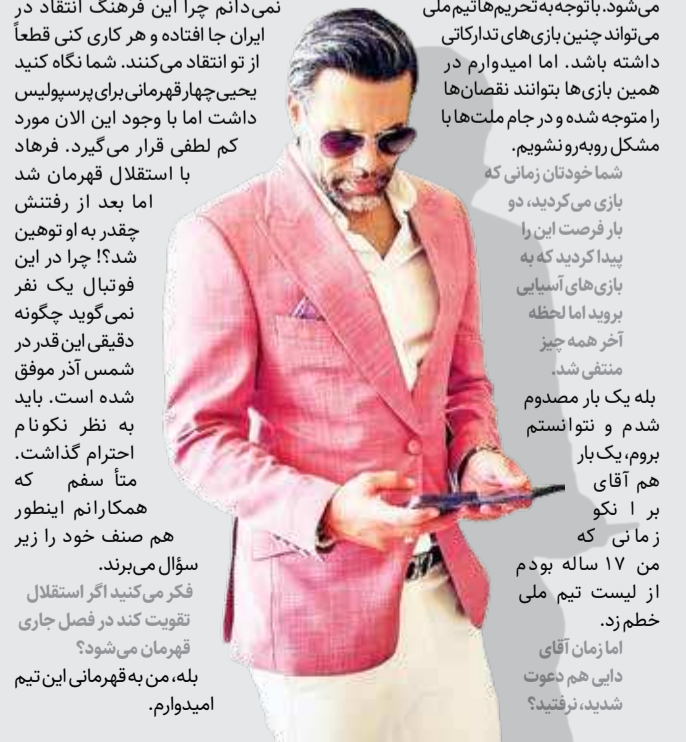 می‌شود. با توجه به تحریم‌ها تیم ملی
می‌تواند چنین بازی‌های تدارکاتی
داشته باشد. اما امیدوارم در
همین بازی‌ها بتوانند نقصان‌ها
را متوجه شده و در جام ملت‌ها با
مشکل روبه‌رو نشویم.
شما خودتان زمانی که
بازی می‌کردید، دو
بار فرصت این را
پیدا کردید که به
بازی‌های آسیایی
بروید اما لحظه
آخر همه چیز
منتفی شد.
بله یک بار مصدوم
شدم و نتوانستم
بروم، یک بار
هم آقای
بر ا نکو
زمانی که
من ۱۷ ساله بودم
از لیست تیم ملی
خطم زد.
اما زمان آقای
دایی هم دعوت
شدید، نرفتید؟
نمی‌دانم چرا این فرهنگ انتقاد در
ایران جا افتاده و هر کاری کنی قطعاً
از تو انتقاد می‌کنند. شما نگاه کنید
یحیی چهار قهرمانی برای پرسپولیس
داشت اما با وجود این الان مورد
کم لطفی قرار می‌گیرد. فرهاد
با استقلال قهرمان شد
اما بعد از رفتنش
چقدر به او توهین
شد؟! چرا در این
فوتبال یک نفر
نمی‌گوید چگونه
دقیقی این قدر در
شمس آذر موفق
شده است. باید
به نظر نکونام
احترام گذاشت.
متأ سفم که
همکارانم اینطور
هم صنف خود را زیر
سؤال می‌برند.
فکر می‌کنید اگر استقلال
تقویت کند در فصل جاری
قهرمان می‌شود؟
بله، من به قهرمانی این تیم
امیدوارم.